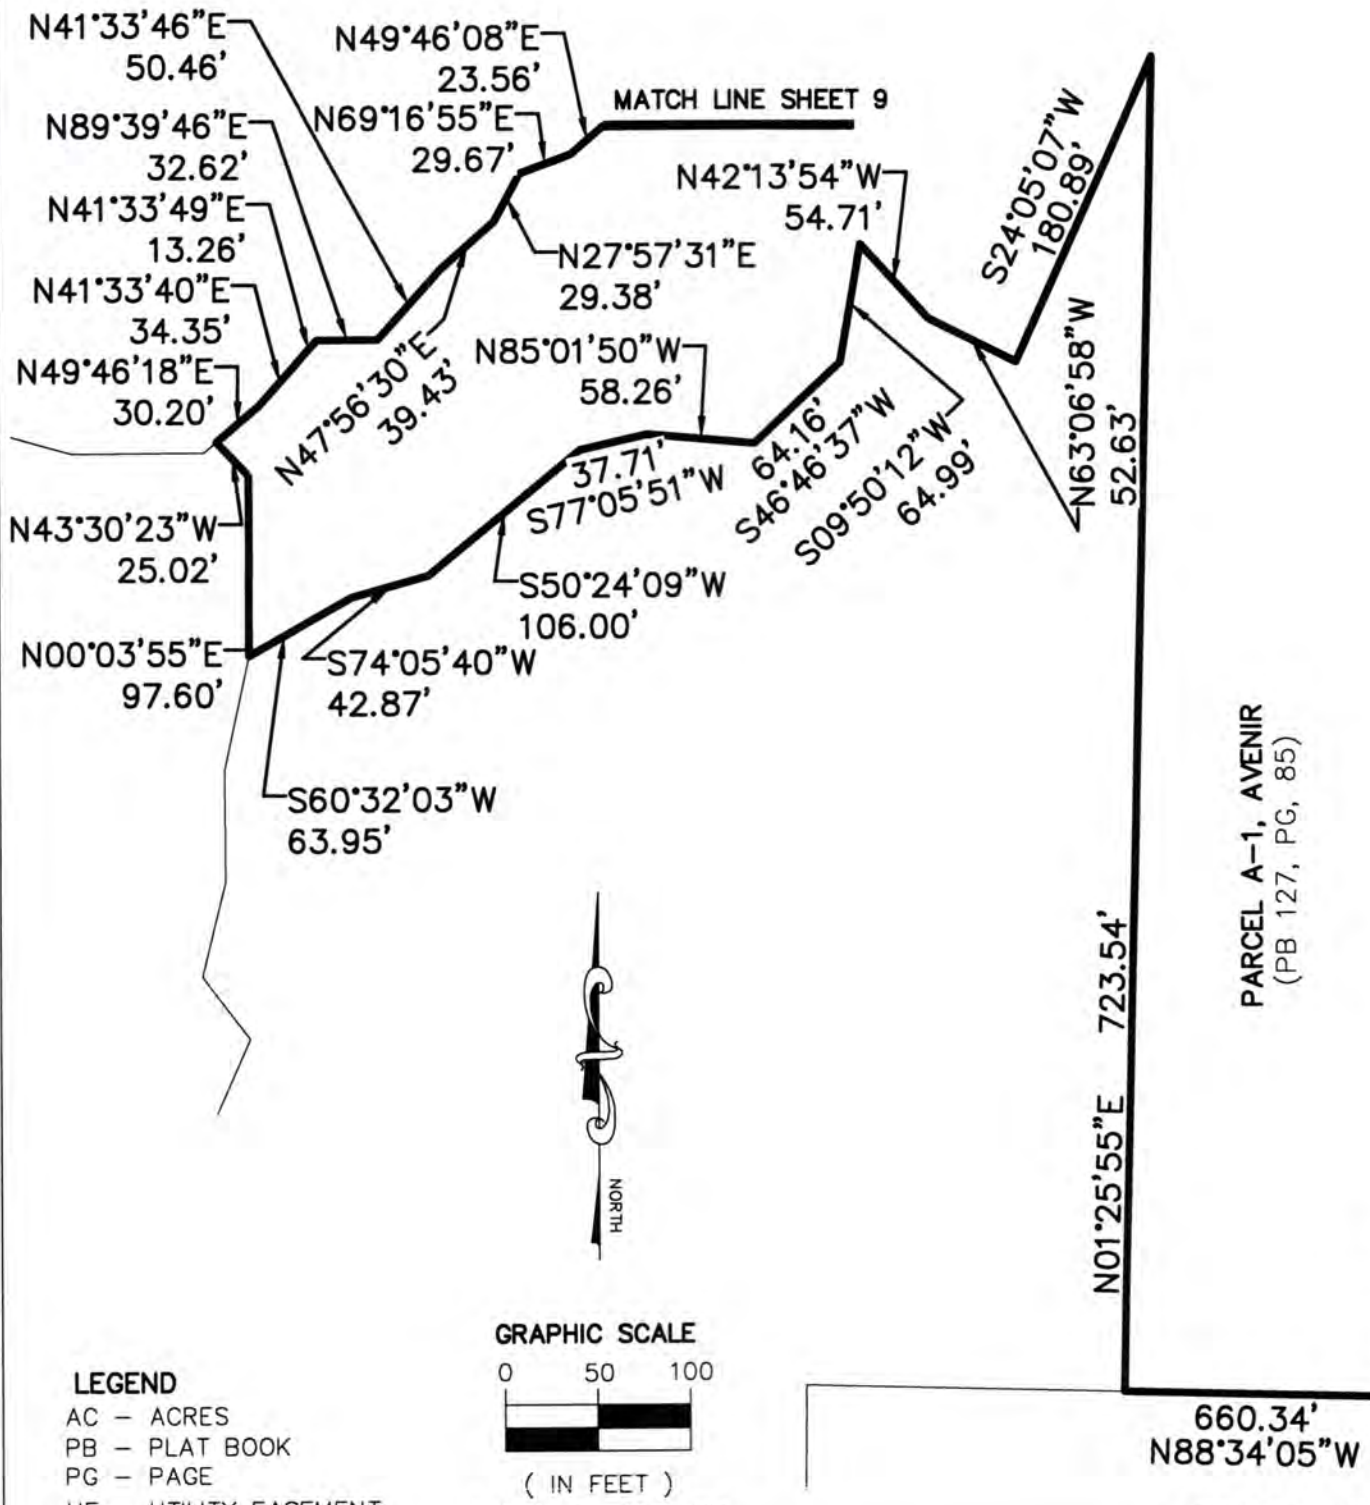 N41°33'46"E
50.46'
N49°46'08"E
23.56'
MATCH LINE SHEET 9
N89°39'46"E
32.62'
N69°16'55"E
29.67'
N42°13'54"W
54.71'
S24°05'07"W
180.89'
N41°33'49"E
13.26'
N27°57'31"E
29.38'
N41°33'40"E
34.35'
N85°01'50"W
58.26'
N49°46'18"E
30.20'
N47°56'30"E
39.43'
N63°06'58"W
52.63'
37.71'
S77°05'51"W
64.16'
S46°46'37"W
S09°50'12"W
64.99'
N43°30'23"W
25.02'
S50°24'09"W
106.00'
N00°03'55"E
97.60'
S74°05'40"W
42.87'
S60°32'03"W
63.95'
PARCEL A-1, AVENIR
(PB 127, PG, 85)
N01°25'55"E 723.54'
NORTH
GRAPHIC SCALE
0 50 100
( IN FEET )
660.34'
N88°34'05"W
LEGEND
AC - ACRES
PB - PLAT BOOK
PG - PAGE
UE - UTILITY EASEMENT